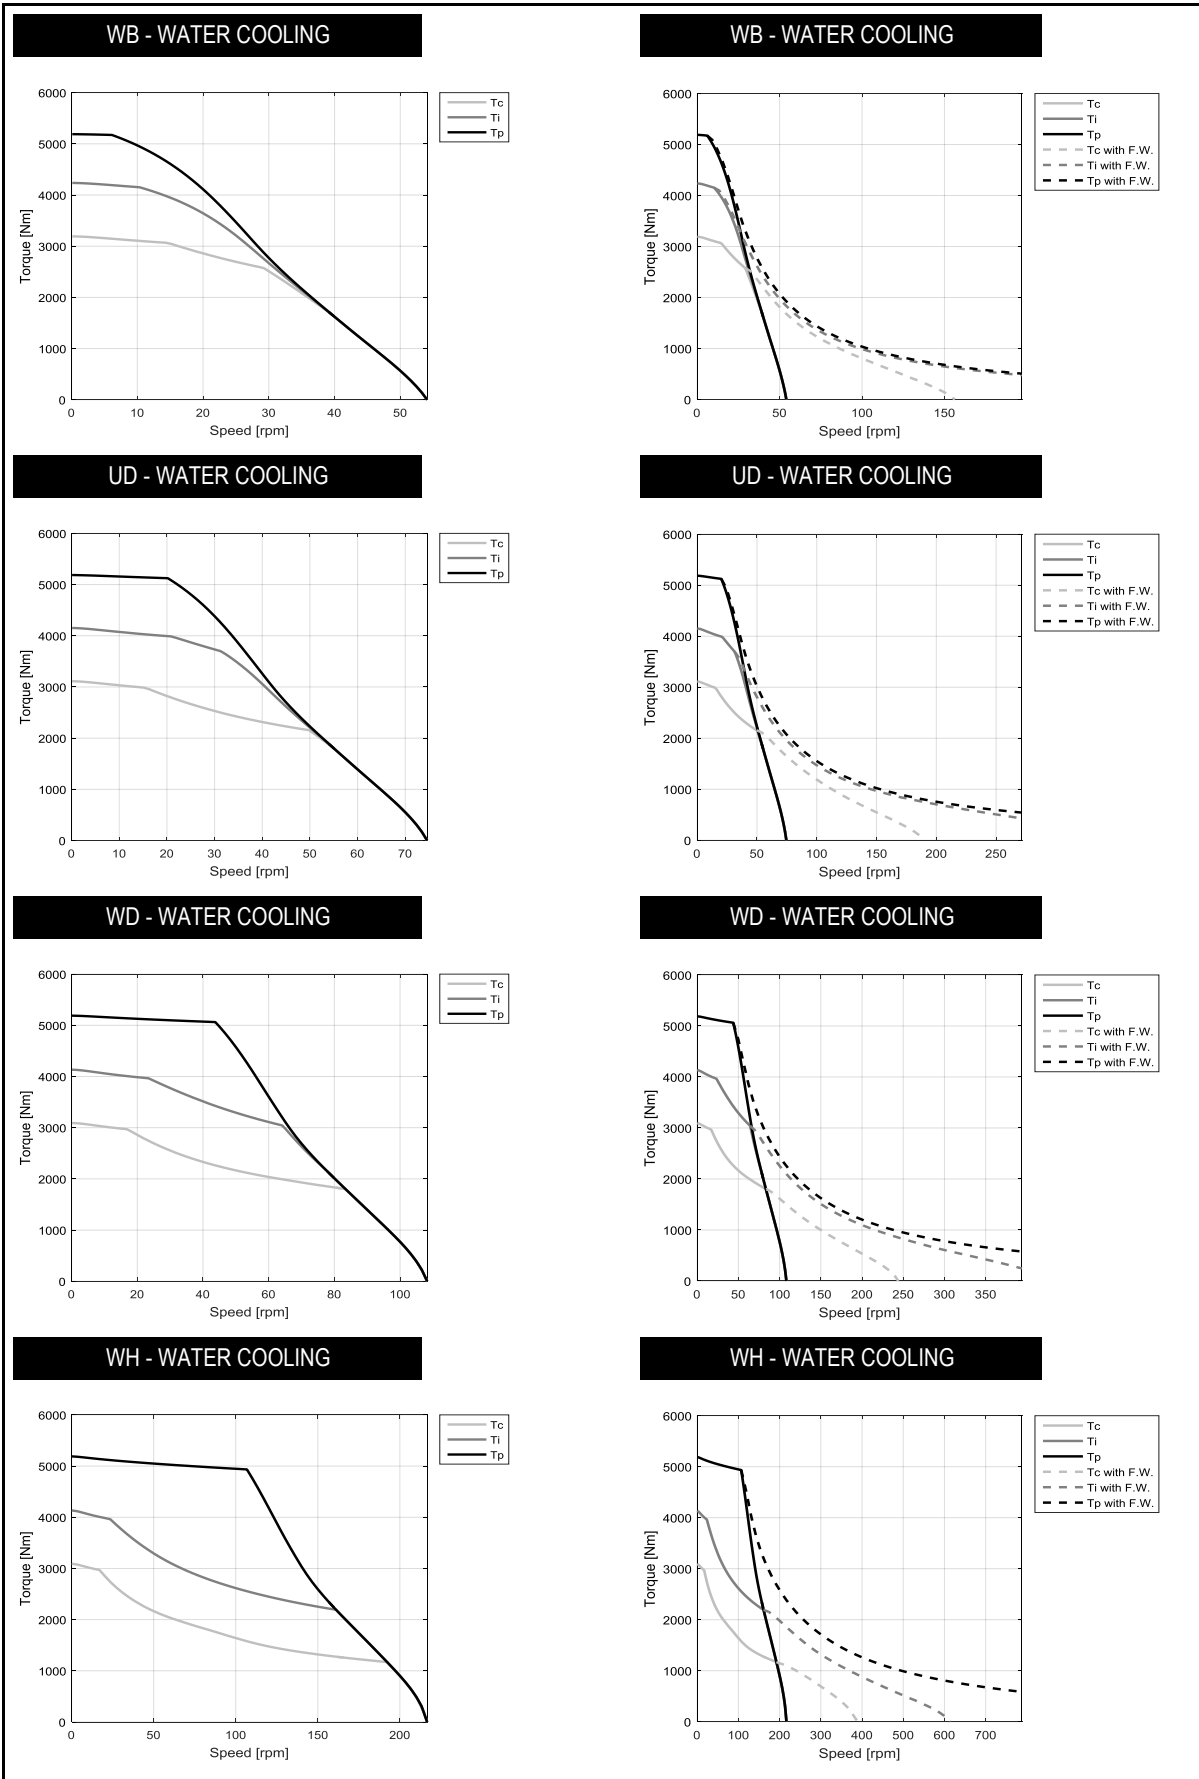 WB - WATER COOLING
6000
5000
4000
3000
2000
1000
0
Torque [Nm]
0 10 20 30 40 50
Speed [rpm]
Tc
Ti
Tp
WB - WATER COOLING
6000
5000
4000
3000
2000
1000
0
Torque [Nm]
0 50 100 150
Speed [rpm]
Tc
Ti
Tp
Tc with F.W.
Ti with F.W.
Tp with F.W.
UD - WATER COOLING
6000
5000
4000
3000
2000
1000
0
Torque [Nm]
0 10 20 30 40 50 60 70
Speed [rpm]
Tc
Ti
Tp
UD - WATER COOLING
6000
5000
4000
3000
2000
1000
0
Torque [Nm]
0 50 100 150 200 250
Speed [rpm]
Tc
Ti
Tp
Tc with F.W.
Ti with F.W.
Tp with F.W.
WD - WATER COOLING
6000
5000
4000
3000
2000
1000
0
Torque [Nm]
0 20 40 60 80 100
Speed [rpm]
Tc
Ti
Tp
WD - WATER COOLING
6000
5000
4000
3000
2000
1000
0
Torque [Nm]
0 50 100 150 200 250 300 350
Speed [rpm]
Tc
Ti
Tp
Tc with F.W.
Ti with F.W.
Tp with F.W.
WH - WATER COOLING
6000
5000
4000
3000
2000
1000
0
Torque [Nm]
0 50 100 150 200
Speed [rpm]
Tc
Ti
Tp
WH - WATER COOLING
6000
5000
4000
3000
2000
1000
0
Torque [Nm]
0 100 200 300 400 500 600 700
Speed [rpm]
Tc
Ti
Tp
Tc with F.W.
Ti with F.W.
Tp with F.W.